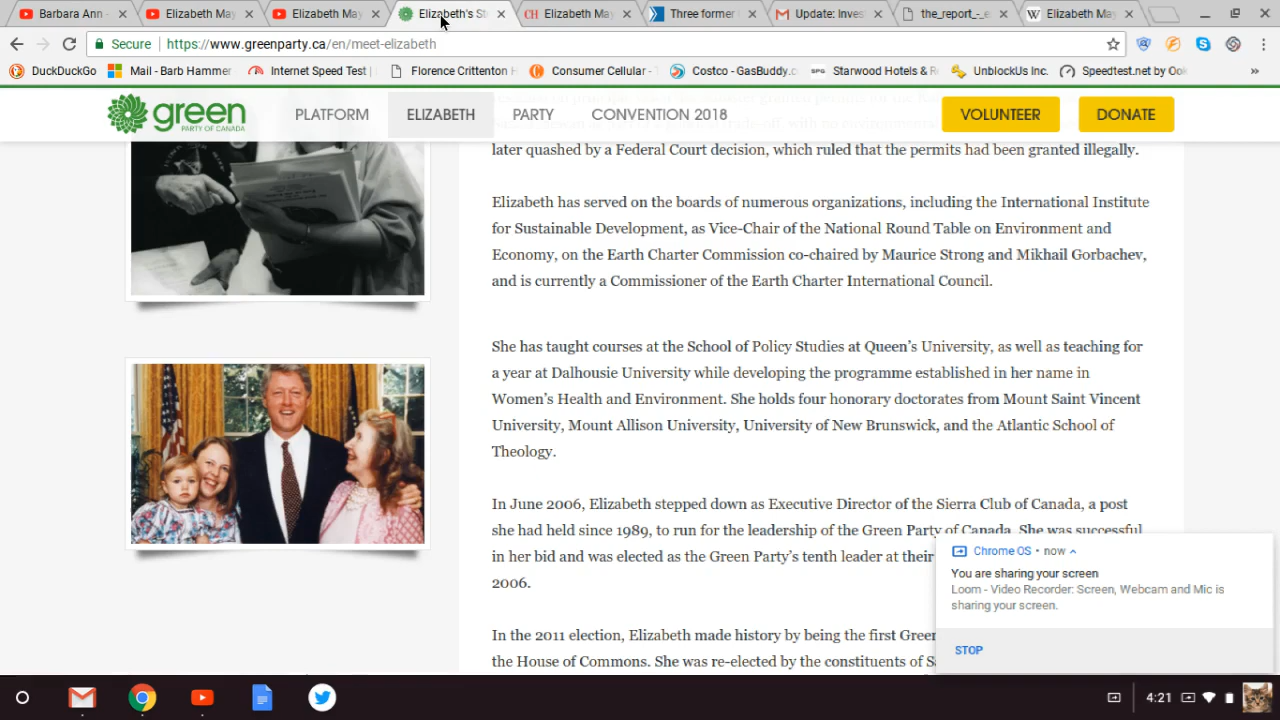 Barbara Ann -
Elizabeth May
Elizabeth May
Elizabeth's St
Elizabeth May
Three former
Update: Inves
the_report_-_e
Elizabeth May
Secure
https://www.greenparty.ca/en/meet-elizabeth
DuckDuckGo
Mail - Barb Hammer
Internet Speed Test |
Florence Crittenton H
Consumer Cellular -
Costco - GasBuddy.c
SPG
Starwood Hotels & R
UnblockUs Inc.
Speedtest.net by Ook
»
green
PARTY OF CANADA
PLATFORM
ELIZABETH
PARTY
CONVENTION 2018
VOLUNTEER
DONATE
later quashed by a Federal Court decision, which ruled that the permits had been granted illegally.
Elizabeth has served on the boards of numerous organizations, including the International Institute
for Sustainable Development, as Vice-Chair of the National Round Table on Environment and
Economy, on the Earth Charter Commission co-chaired by Maurice Strong and Mikhail Gorbachev,
and is currently a Commissioner of the Earth Charter International Council.
She has taught courses at the School of Policy Studies at Queen's University, as well as teaching for
a year at Dalhousie University while developing the programme established in her name in
Women's Health and Environment. She holds four honorary doctorates from Mount Saint Vincent
University, Mount Allison University, University of New Brunswick, and the Atlantic School of
Theology.
In June 2006, Elizabeth stepped down as Executive Director of the Sierra Club of Canada, a post
she had held since 1989, to run for the leadership of the Green Party of Canada. She was successful
in her bid and was elected as the Green Party's tenth leader at their
2006.
In the 2011 election, Elizabeth made history by being the first Green
the House of Commons. She was re-elected by the constituents of Sa
Chrome OS • now
You are sharing your screen
Loom - Video Recorder: Screen, Webcam and Mic is
sharing your screen.
STOP
4:21